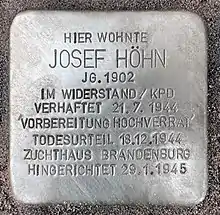 HIER WOHNTE
JOSEF HÖHN
JG. 1902
IM WIDERSTAND / KPD
VERHAFTET 21.7.1944
VORBEREITUNG HOCHVERRAT
TODESURTEIL 18.12.1944
ZUCHTHAUS BRANDENBURG
HINGERICHTET 29.1.1945